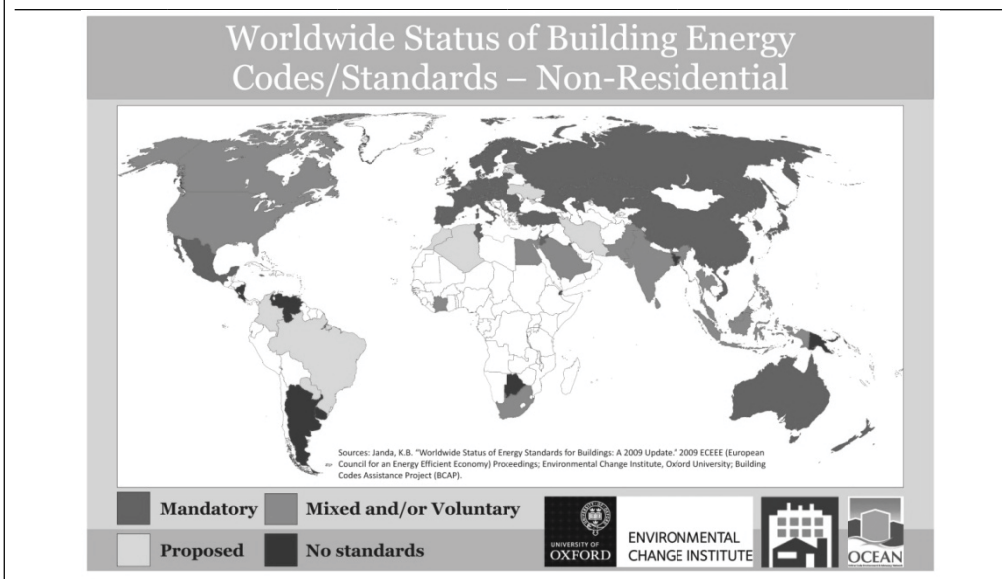 Worldwide Status of Building Energy
Codes/Standards – Non-Residential
Sources: Janda, K.B. "Worldwide Status of Energy Standards for Buildings: A 2009 Update.' 2009 ECEEE (European
Council for an Energy Efficient Economy) Proceedings; Environmental Change Institute, Oxord University; Building
Codes Assistance Project (BCAP).
Mandatory
Mixed and/or Voluntary
Proposed
No standards
UNIVERSITY OF
OXFORD
ENVIRONMENTAL
CHANGE INSTITUTE
OCEAN